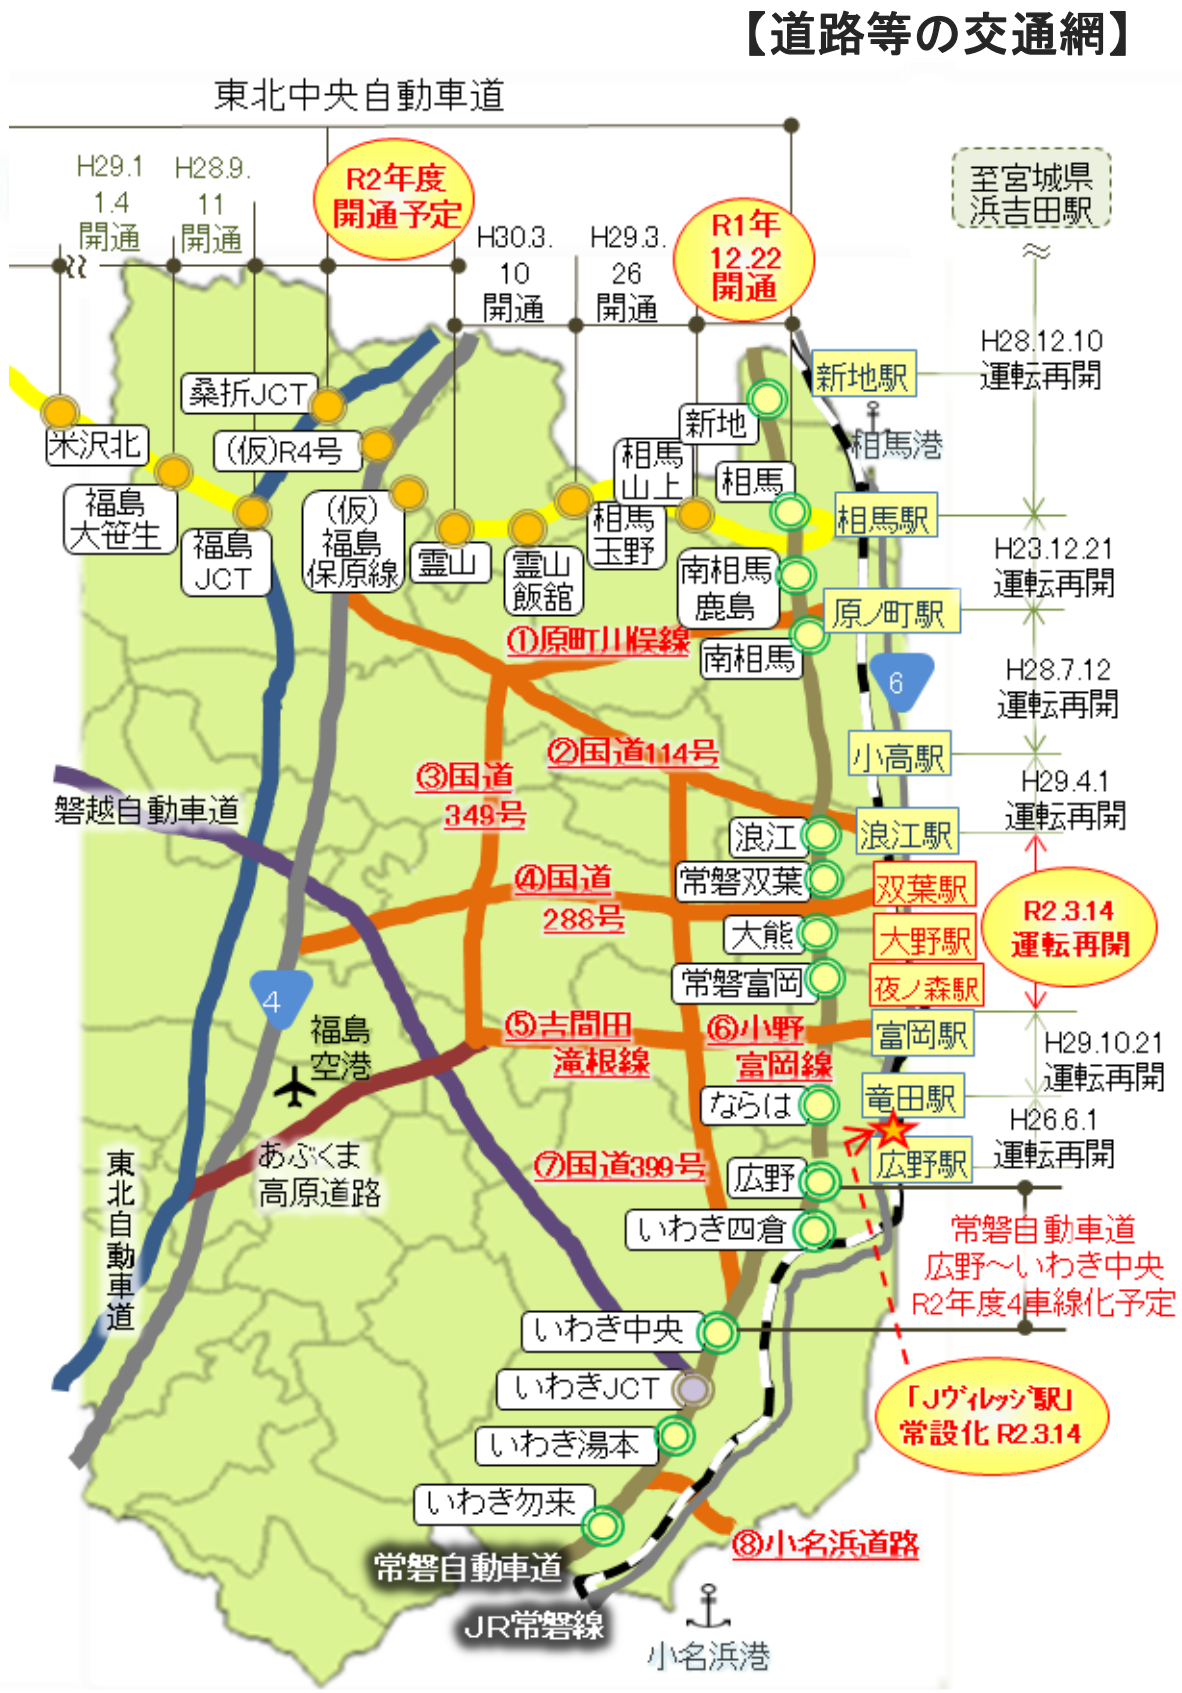 【道路等の交通網】
東北中央自動車道
H29.1
1.4
開通
H28.9.
11
開通
R2年度
開通予定
H30.3.
10
開通
H29.3.
26
開通
R1年
12.22
開通
至宮城県
浜吉田駅
H28.12.10
運転再開
新地駅
相馬港
桑折JCT
(仮)R4号
米沢北
福島
大笹生
福島
JCT
(仮)
福島
保原線
霊山
霊山
飯舘
相馬
玉野
相馬
山上
新地
相馬
相馬駅
南相馬
鹿島
H23.12.21
運転再開
原ノ町駅
①原町川俣線
南相馬
6
H28.7.12
運転再開
②国道114号
小高駅
③国道
349号
H29.4.1
運転再開
磐越自動車道
浪江
浪江駅
常磐双葉
双葉駅
④国道
288号
大熊
大野駅
R2.3.14
運転再開
常磐富岡
夜ノ森駅
4
福島
空港
⑤吉間田
滝根線
⑥小野
富岡線
富岡駅
H29.10.21
運転再開
ならは
竜田駅
H26.6.1
運転再開
あぶくま
高原道路
⑦国道399号
広野
広野駅
東北自動車道
いわき四倉
常磐自動車道
広野～いわき中央
R2年度4車線化予定
いわき中央
いわきJCT
「Jヴィレッジ駅」
常設化 R2.3.14
いわき湯本
いわき勿来
⑧小名浜道路
常磐自動車道
JR常磐線
小名浜港